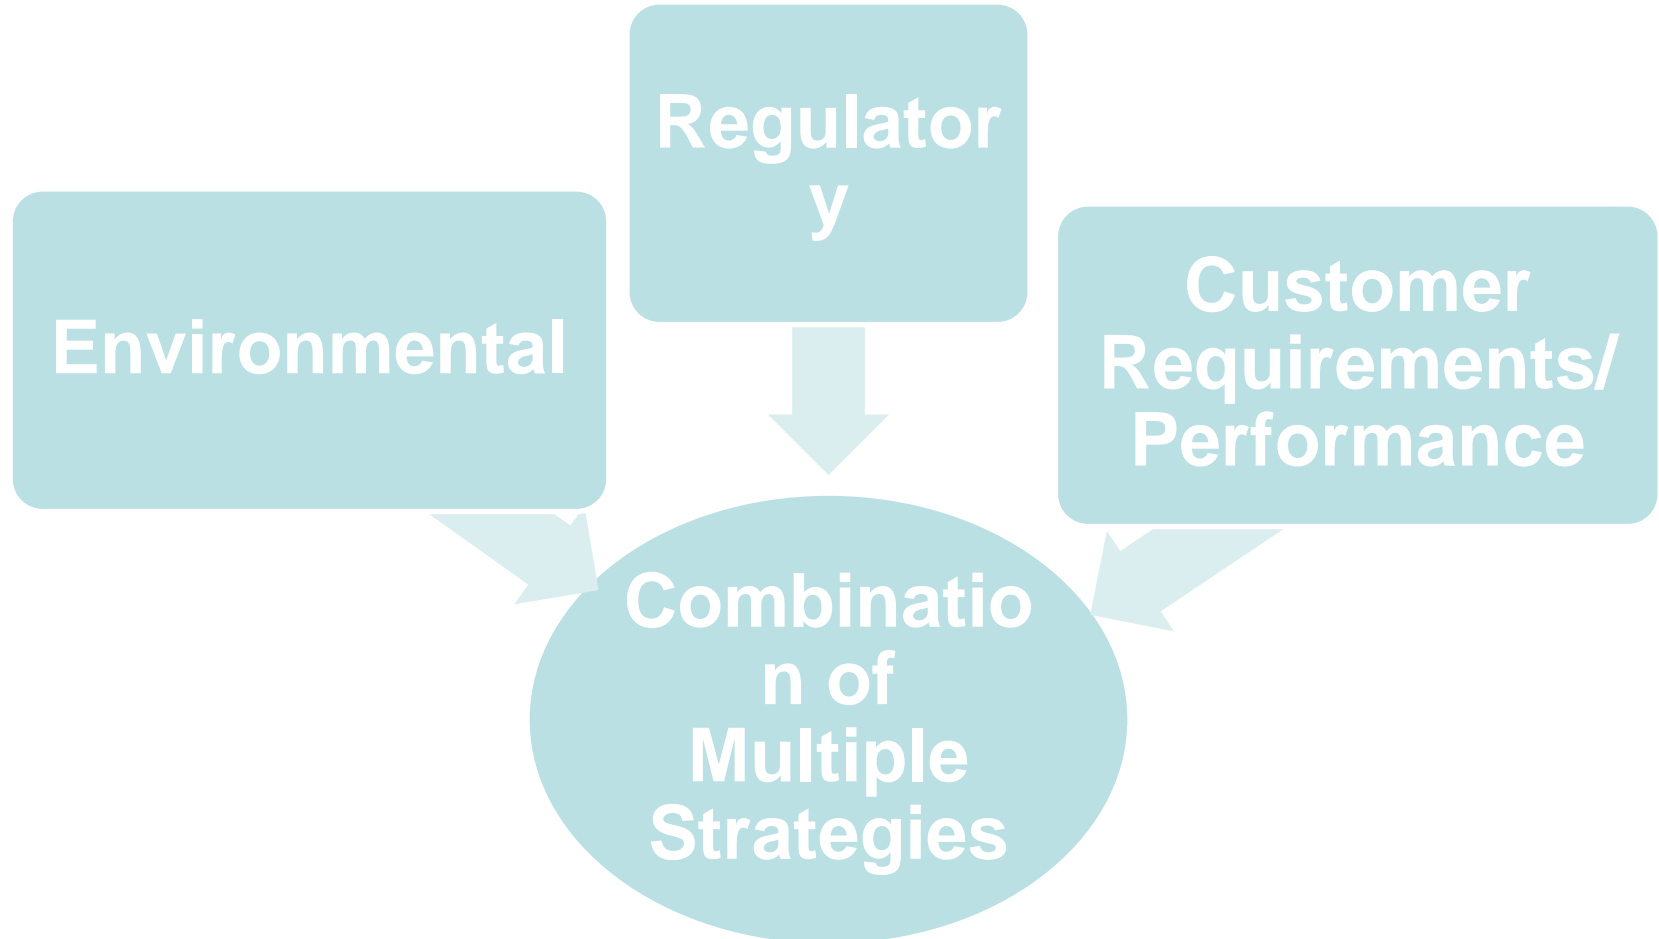 Regulator
y
Environmental
Customer
Requirements/
Performance
Combinatio
n of
Multiple
Strategies